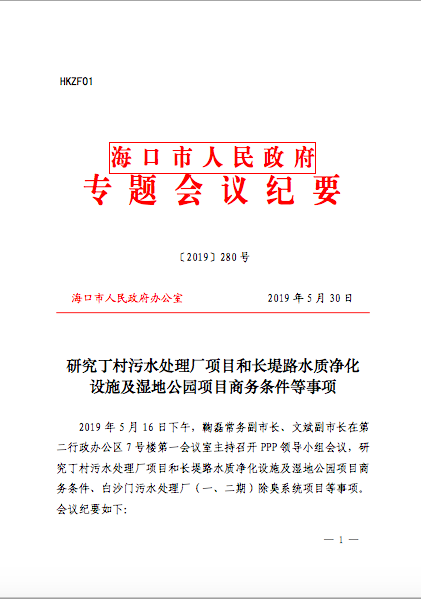 HKZF01
海口市人民政府
专题会议纪要
〔2019〕280号
海口市人民政府办公室 2019年5月30日
研究丁村污水处理厂项目和长堤路水质净化
设施及湿地公园项目商务条件等事项
2019年5月16日下午，鞠磊常务副市长、文斌副市长在第
二行政办公区7号楼第一会议室主持召开PPP领导小组会议，研
究丁村污水处理厂项目和长堤路水质净化设施及湿地公园项目商
务条件、白沙门污水处理厂（一、二期）除臭系统项目等事项。
会议纪要如下：
— 1 —